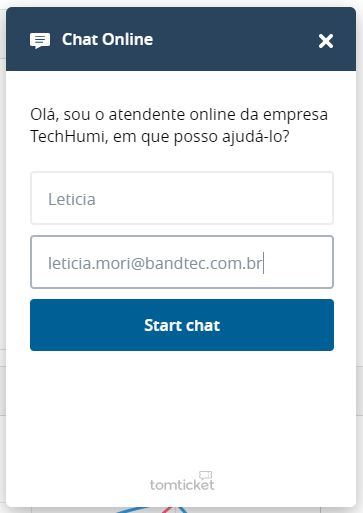 Chat Online
Olá, sou o atendente online da empresa
TechHumi, em que posso ajudá-lo?
Leticia
leticia.mori@bandtec.com.br
Start chat
tomticket